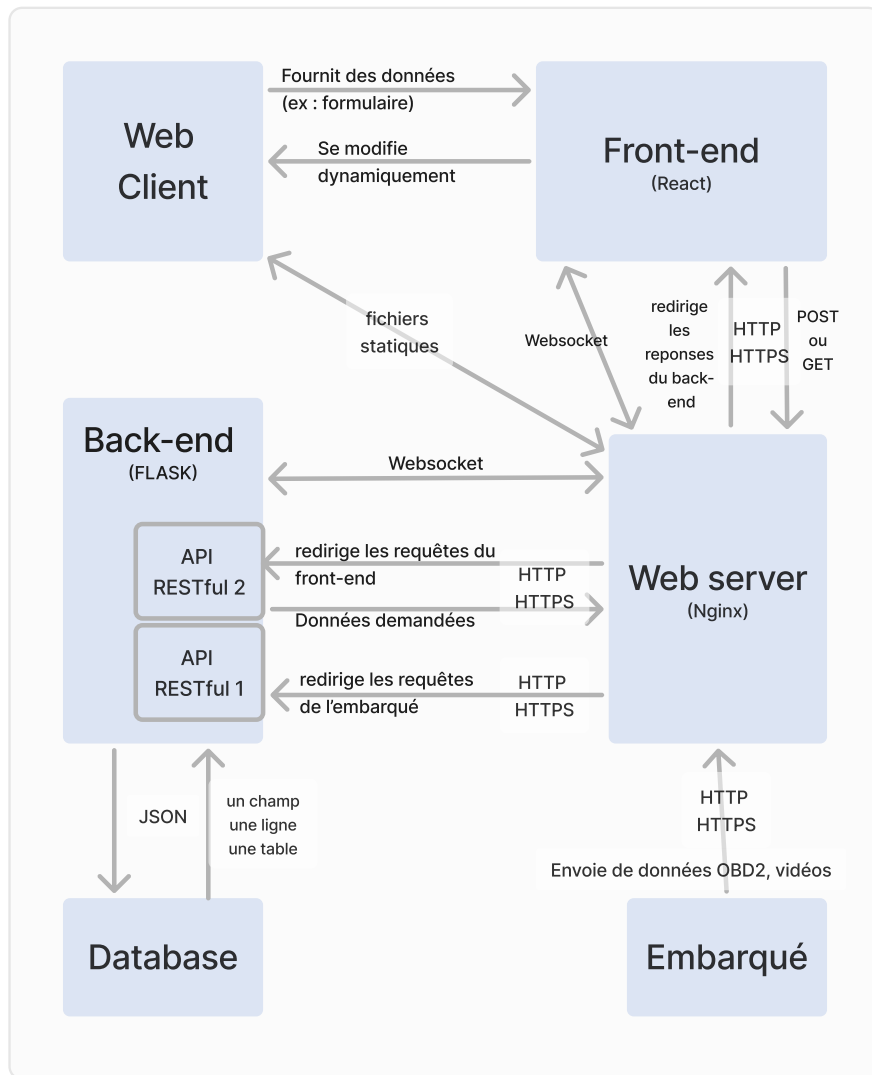 Web
Client
Fournit des données
(ex : formulaire)
Se modifie
dynamiquement
Front-end
(React)
fichiers
statiques
Websocket
redirige
les
reponses
du back-
end
HTTP
HTTPS
POST
ou
GET
Back-end
(FLASK)
Websocket
API
RESTful 2
redirige les requêtes du
front-end
HTTP
HTTPS
Données demandées
Web server
(Nginx)
API
RESTful 1
redirige les requêtes
de l'embarqué
HTTP
HTTPS
JSON
un champ
une ligne
une table
HTTP
HTTPS
Envoie de données OBD2, vidéos
Database
Embarqué